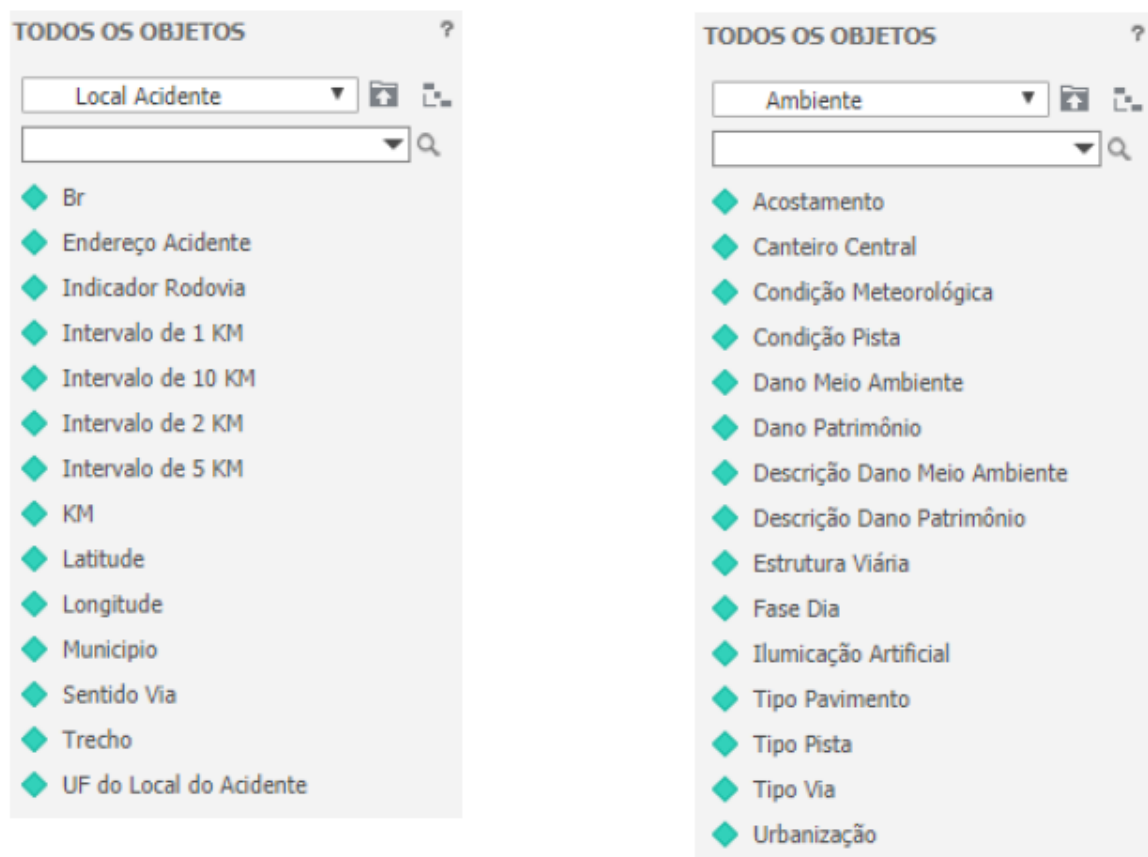 TODOS OS OBJETOS ?
Local Acidente
Br
Endereço Acidente
Indicador Rodovia
Intervalo de 1 KM
Intervalo de 10 KM
Intervalo de 2 KM
Intervalo de 5 KM
KM
Latitude
Longitude
Municipio
Sentido Via
Trecho
UF do Local do Acidente
TODOS OS OBJETOS ?
Ambiente
Acostamento
Canteiro Central
Condição Meteorológica
Condição Pista
Dano Meio Ambiente
Dano Patrimônio
Descrição Dano Meio Ambiente
Descrição Dano Patrimônio
Estrutura Viária
Fase Dia
Ilumicação Artificial
Tipo Pavimento
Tipo Pista
Tipo Via
Urbanização